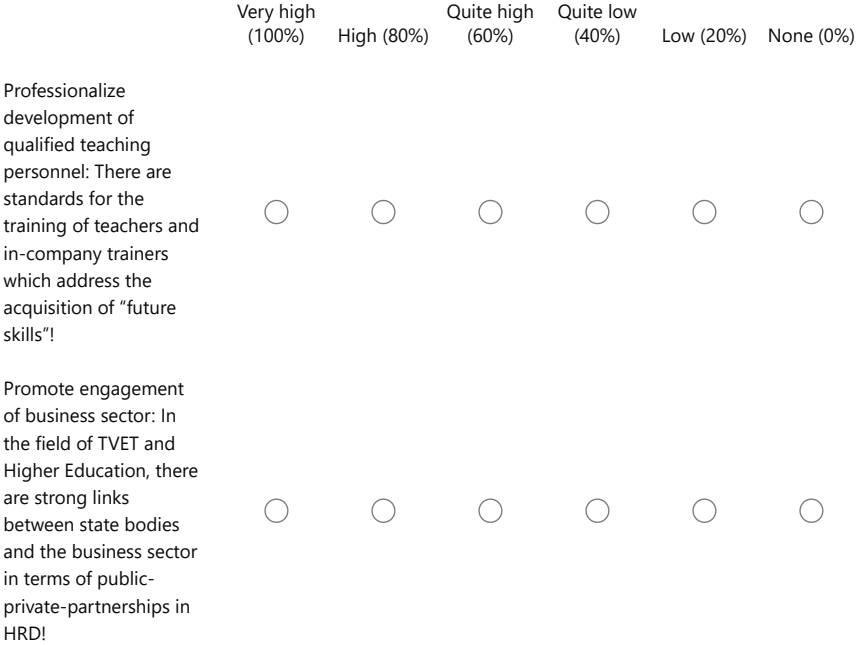 Very high (100%)
High (80%)
Quite high (60%)
Quite low (40%)
Low (20%)
None (0%)
Professionalize
development of
qualified teaching
personnel: There are
standards for the
training of teachers and
in-company trainers
which address the
acquisition of “future
skills”!
Promote engagement
of business sector: In
the field of TVET and
Higher Education, there
are strong links
between state bodies
and the business sector
in terms of public-
private-partnerships in
HRD!